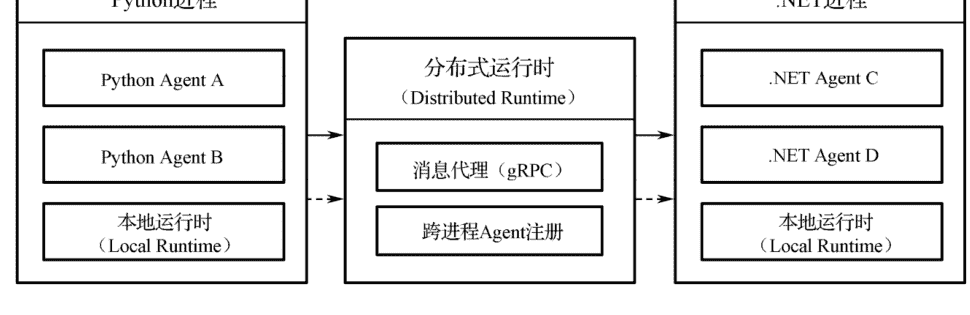 Python进程
Python Agent A
Python Agent B
本地运行时
（Local Runtime）
分布式运行时
（Distributed Runtime）
消息代理（gRPC）
跨进程Agent注册
.NET进程
.NET Agent C
.NET Agent D
本地运行时
（Local Runtime）